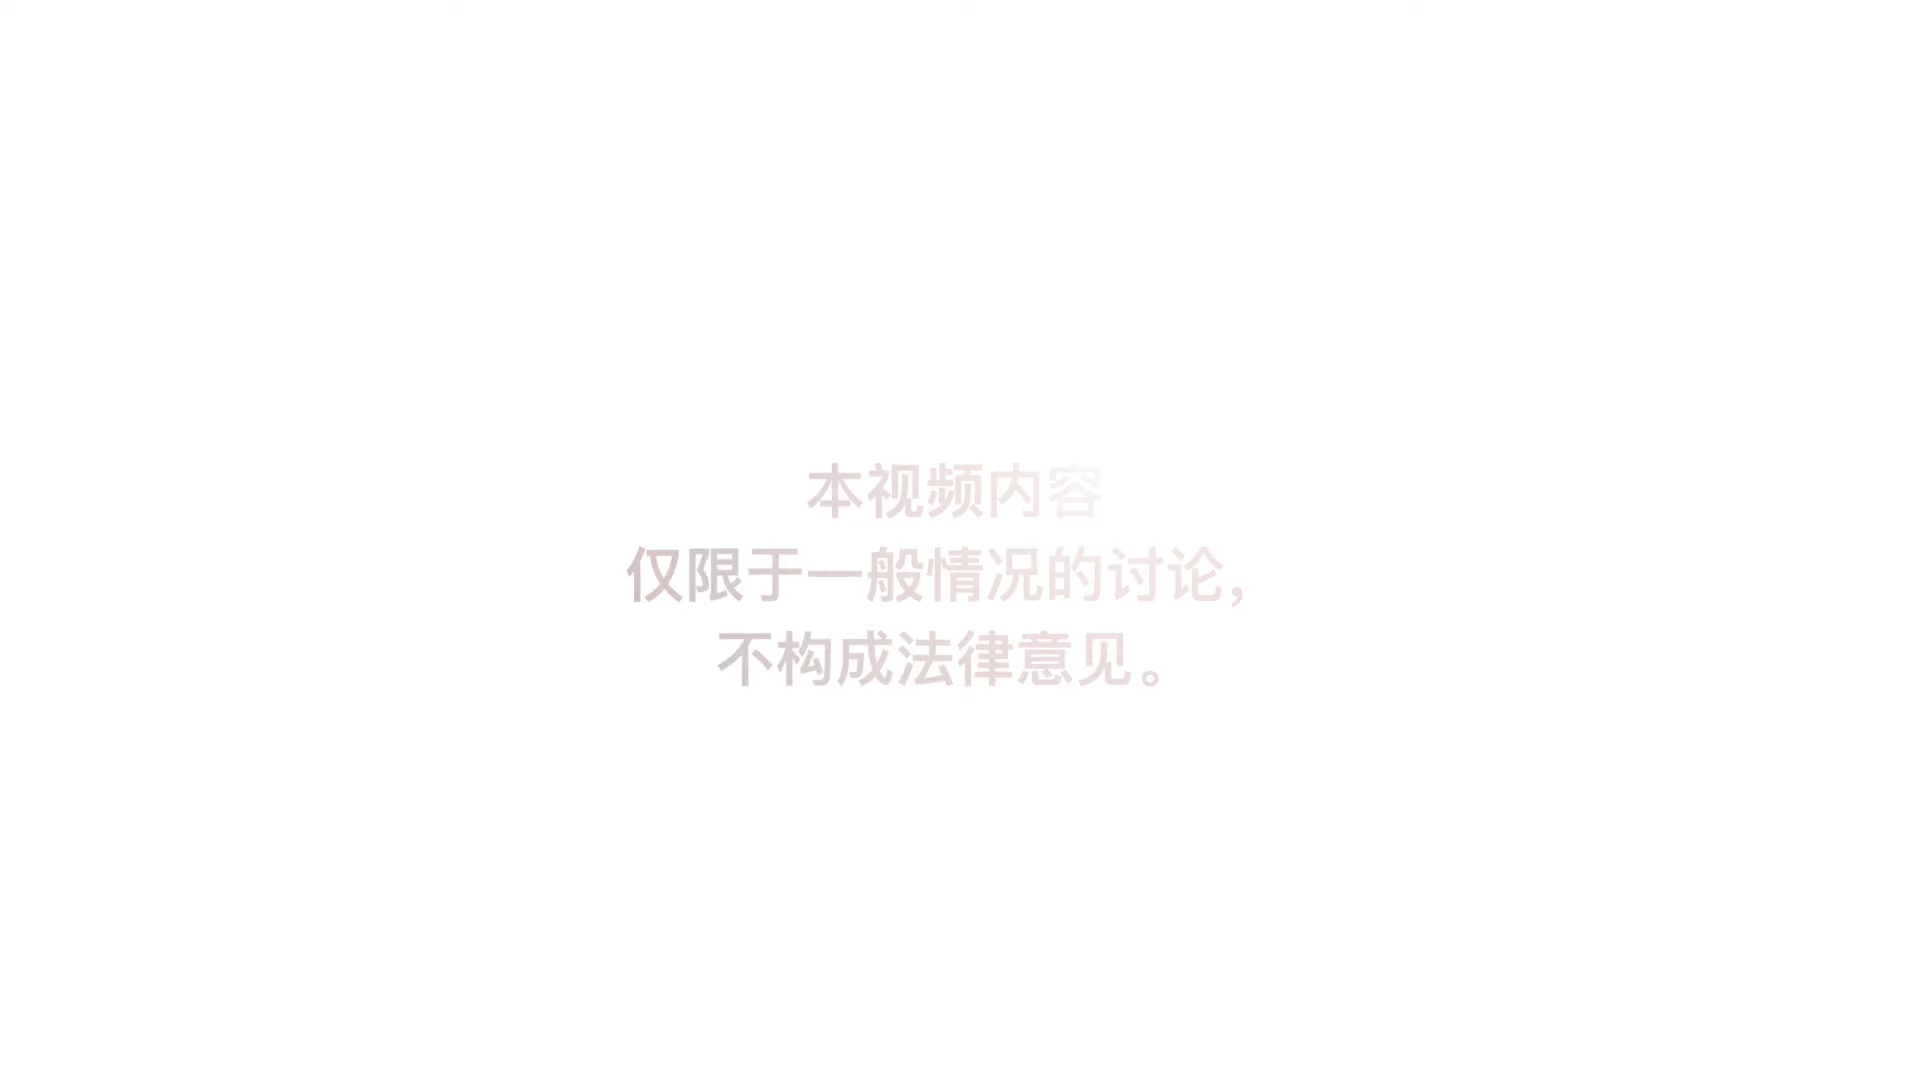 本视频内容
仅限于一般情况的讨论，
不构成法律意见。